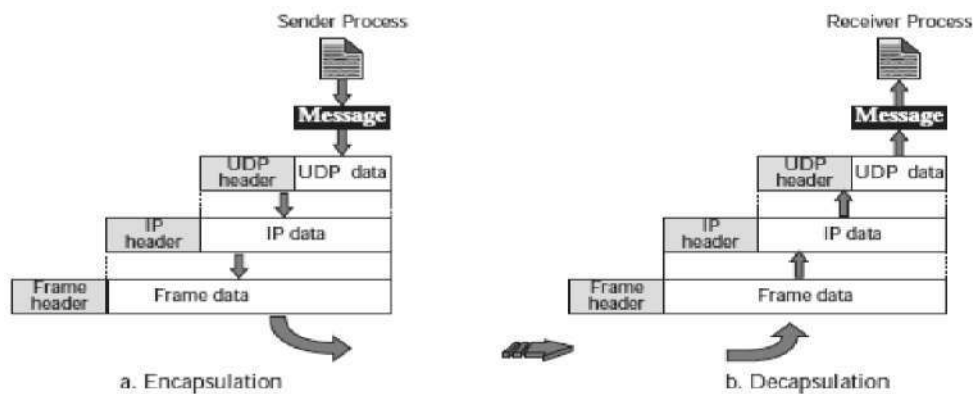 Sender Process
Message
UDP
header
UDP data
IP
header
IP data
Frame
header
Frame data
a. Encapsulation
Receiver Process
Message
UDP
header
UDP data
IP
header
IP data
Frame
header
Frame data
b. Decapsulation